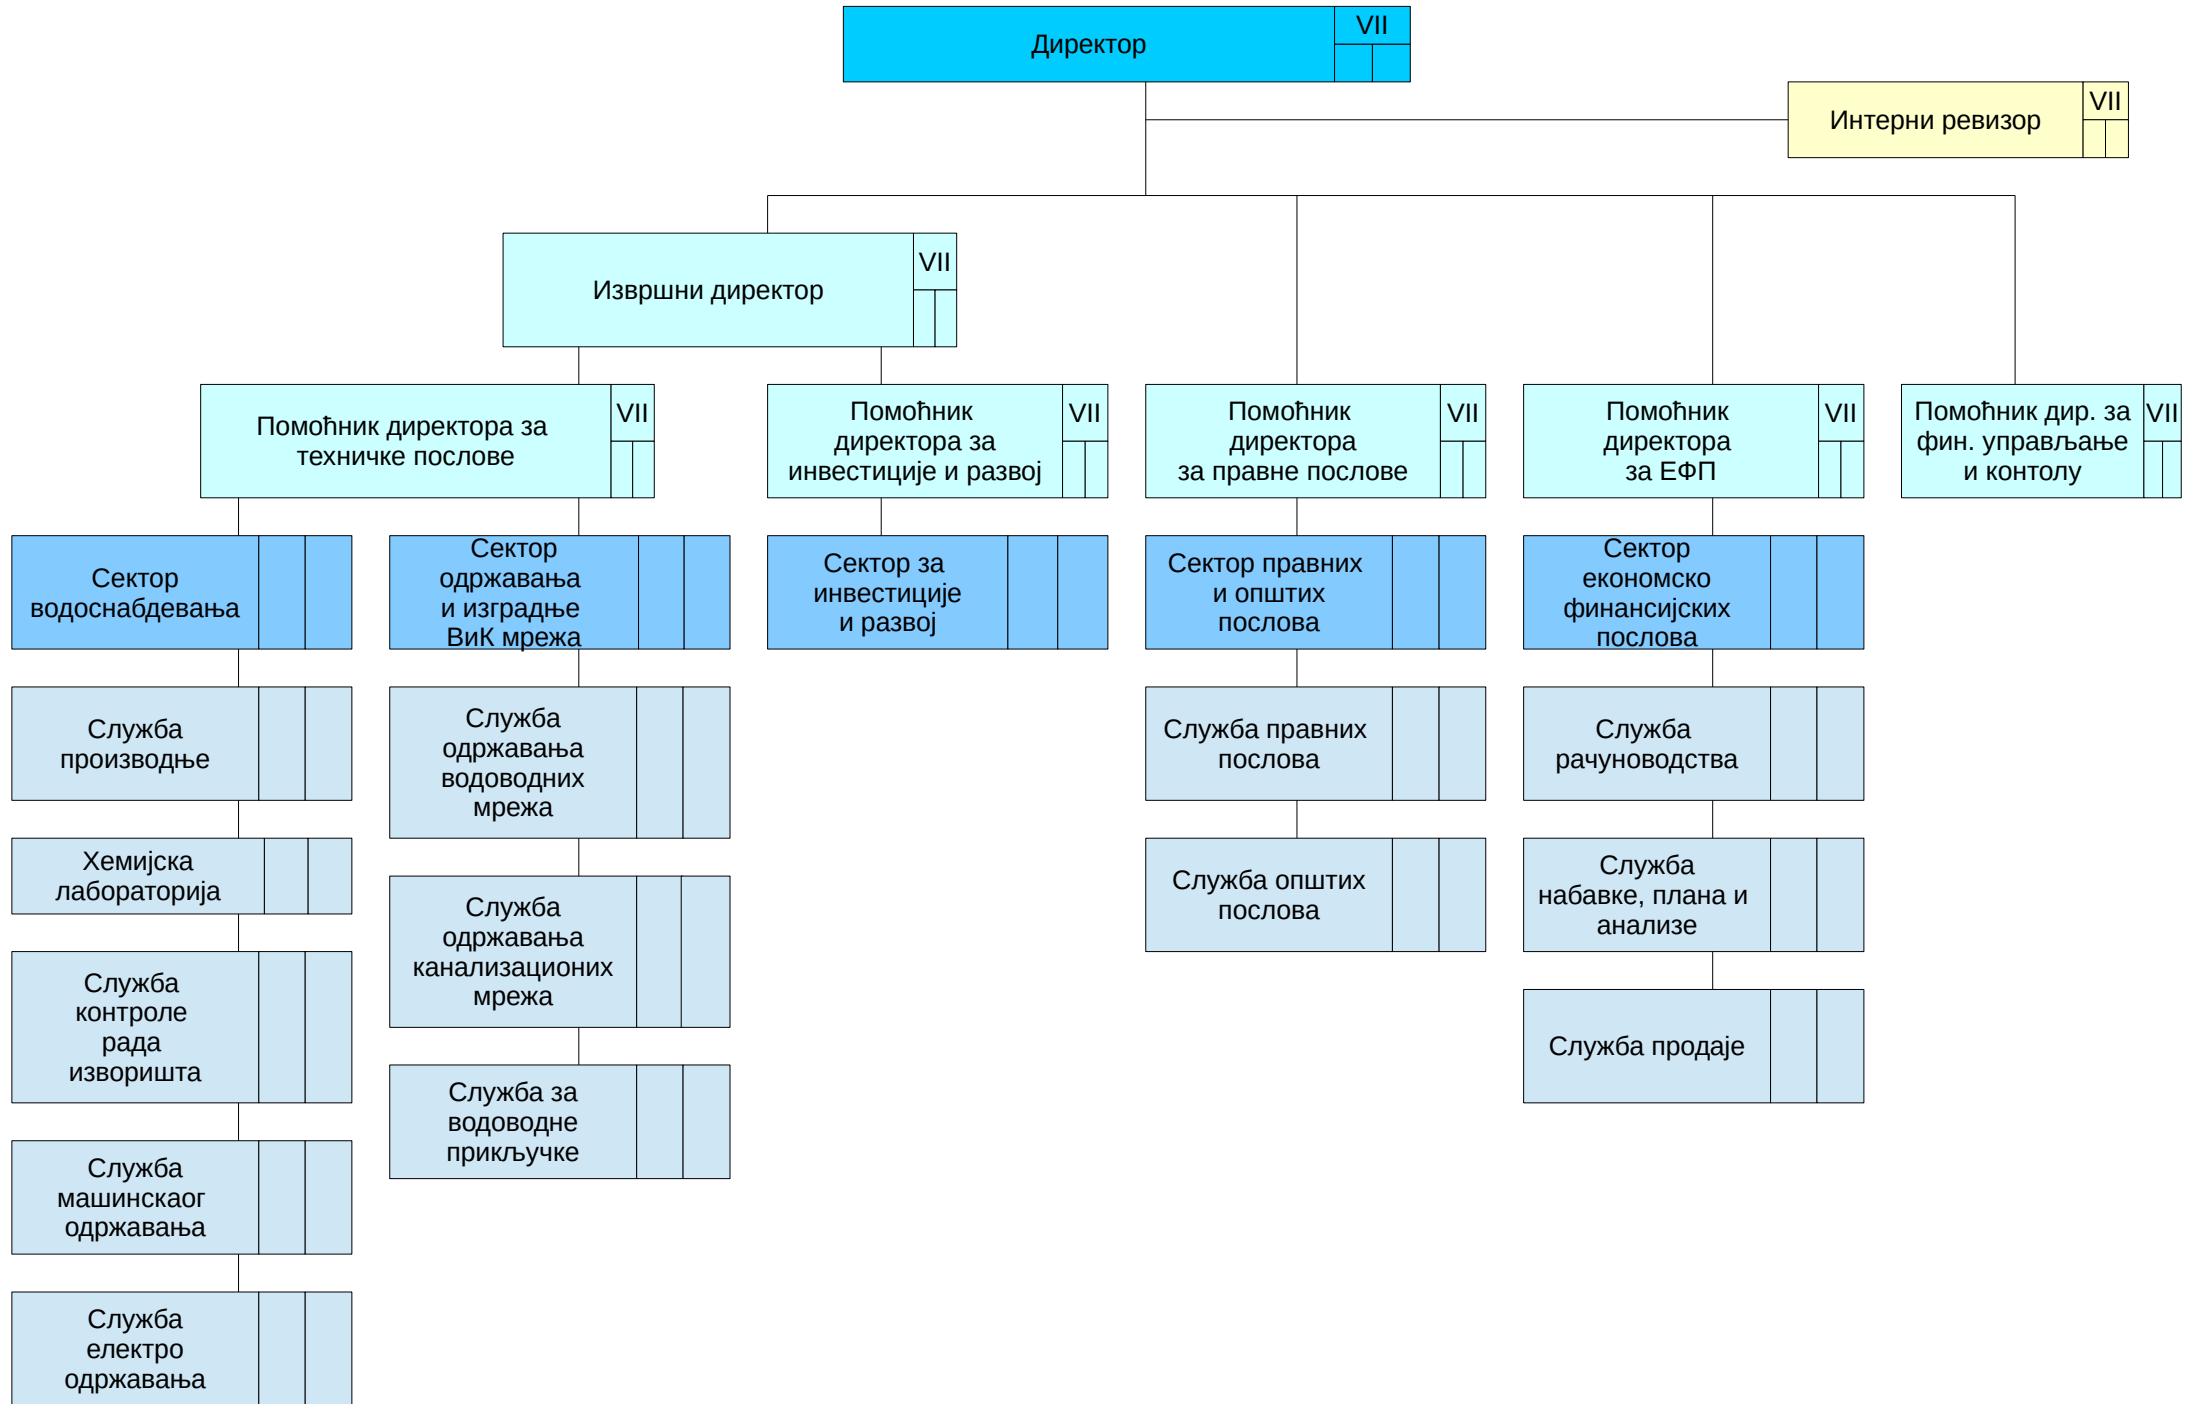 Директор
VII
Интерни ревизор
VII
Извршни директор
VII
Помоћник директора за
техничке послове
VII
Помоћник
директора за
инвестиције и развој
VII
Помоћник
директора
за правне послове
VII
Помоћник
директора
за ЕФП
VII
Помоћник дир. за
фин. управљање
и контолу
VII
Сектор
водоснабдевања
Сектор
одржавања
и изградње
ВиК мрежа
Сектор за
инвестиције
и развој
Сектор правних
и општих
послова
Сектор
економско
финансијских
послова
Служба
производње
Служба
одржавања
водоводних
мрежа
Служба правних
послова
Служба
рачуноводства
Хемијска
лабораторија
Служба
одржавања
канализационих
мрежа
Служба општих
послова
Служба
набавке, плана и
анализе
Служба
контроле
рада
изворишта
Служба за
водоводне
прикључке
Служба продаје
Служба
машинскаог
одржавања
Служба
електро
одржавања